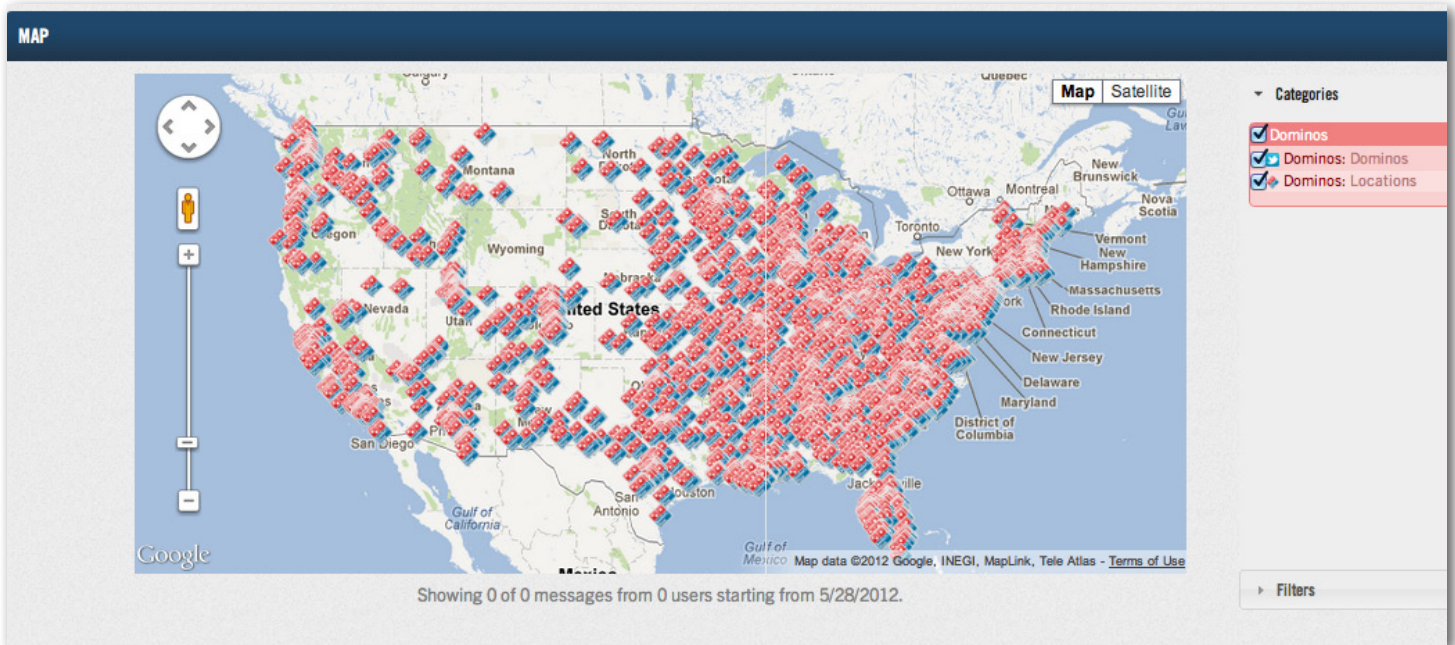 MAP
Calgary
Quebec
Map Satellite
Gulf
Categories
Dominos
Dominos: Dominos
Dominos: Locations
North
Montana
New
Brunswick
Ottawa Montreal
Nova
Scotia
South
Toronto
Vermont
Oregon
Wyoming
New York
New
Hampshire
Nebraska
Massachusetts
Nevada
United States
ork
Rhode Island
Utah
Connecticut
New Jersey
Delaware
Maryland
District of
Columbia
San Diego
San
Antonio
Houston
Jacksonville
Gulf of
California
Google
Gulf of
Mexico
Map data ©2012 Google, INEGI, MapLink, Tele Atlas - Terms of Use
Mexico
Showing 0 of 0 messages from 0 users starting from 5/28/2012.
Filters